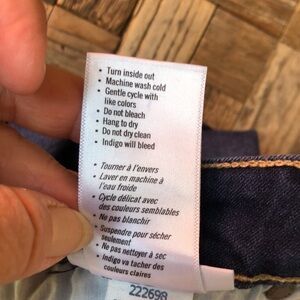 • Turn inside out
• Machine wash cold
• Gentle cycle with
like colors
• Do not bleach
• Hang to dry
• Do not dry clean
• Indigo will bleed
• Tourner à l'envers
• Laver en machine à
l'eau froide
• Cycle délicat avec
des couleurs semblables
• Ne pas blanchir
• Suspendre pour sécher
seulement
• Ne pas nettoyer à sec
• Indigo va tacher des
couleurs claires
222698